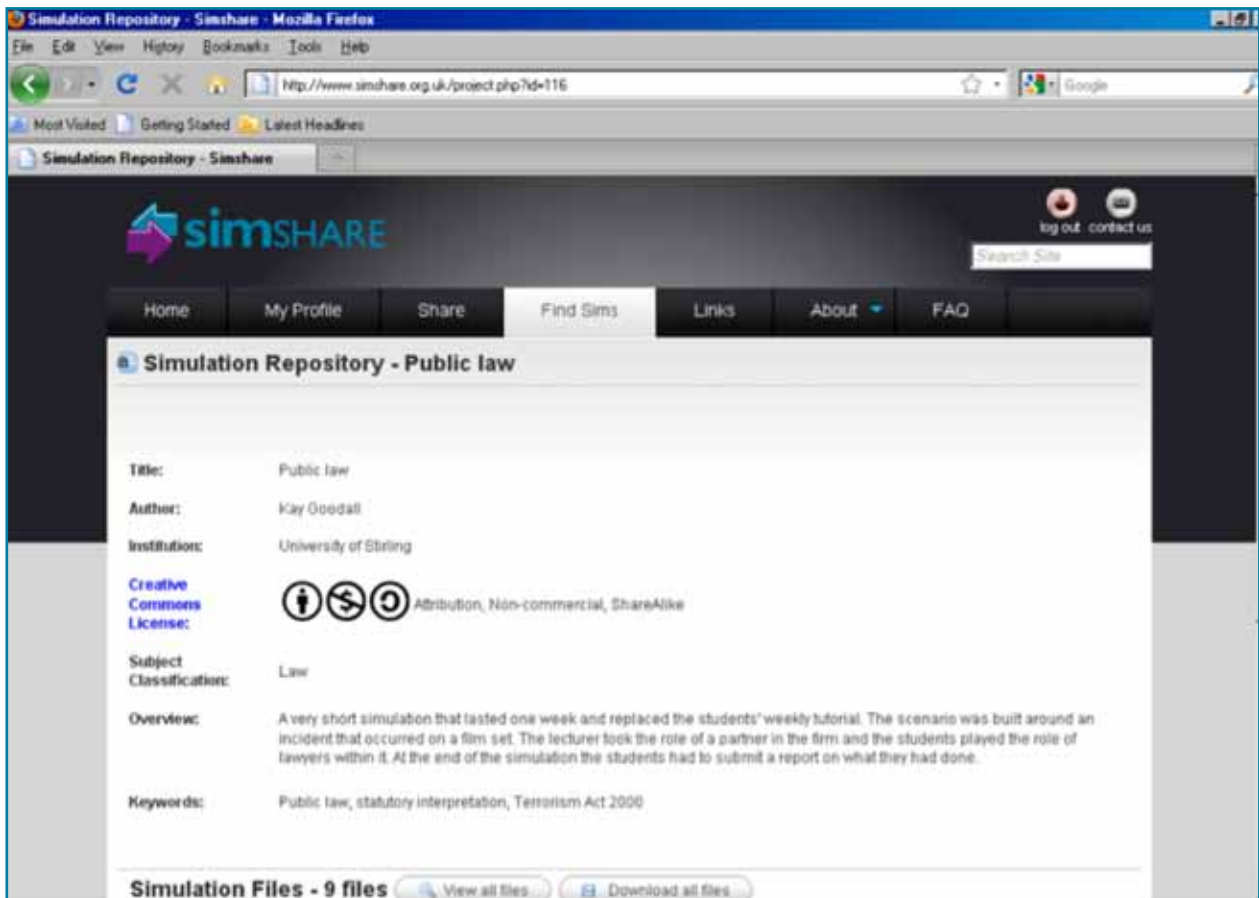 Simulation Repository - Simshare - Mozilla Firefox
File Edit View History Bookmarks Tools Help
http://www.simshare.org.uk/project.php?id=116
Google
Most Visited Getting Started Latest Headlines
Simulation Repository - Simshare
simSHARE
log out contact us
Search Site
Home My Profile Share Find Sims Links About FAQ
Simulation Repository - Public law
Title: Public law
Author: Kay Goodall
Institution: University of Stirling
Creative
Commons Attribution, Non-commercial, ShareAlike
License:
Subject
Classification: Law
Overview: A very short simulation that lasted one week and replaced the students' weekly tutorial. The scenario was built around an
incident that occurred on a film set. The lecturer took the role of a partner in the firm and the students played the role of
lawyers within it. At the end of the simulation the students had to submit a report on what they had done.
Keywords: Public law, statutory interpretation, Terrorism Act 2000
Simulation Files - 9 files View all files Download all files